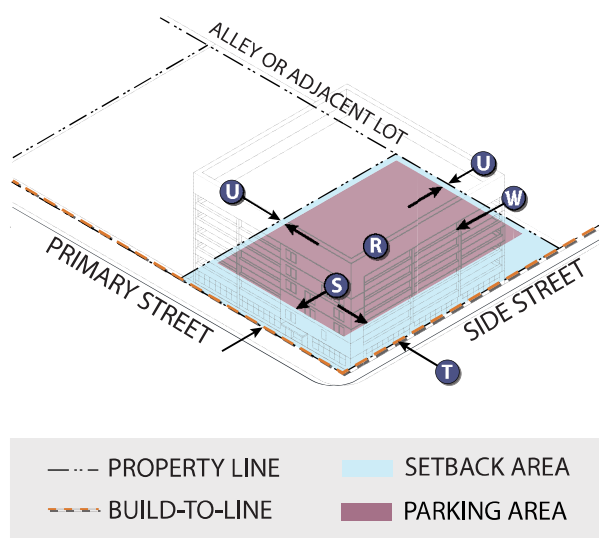 ALLEY OR ADJACENT LOT
U
U
W
R
S
PRIMARY STREET
SIDE STREET
T
PROPERTY LINE
SETBACK AREA
BUILD-TO-LINE
PARKING AREA